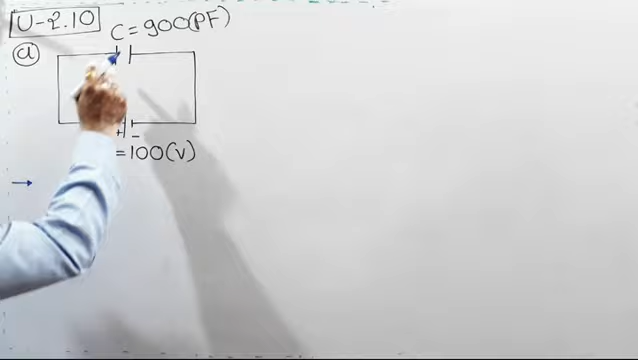 U-2.10
C = 900(pF)
a
+ -
= 100(V)